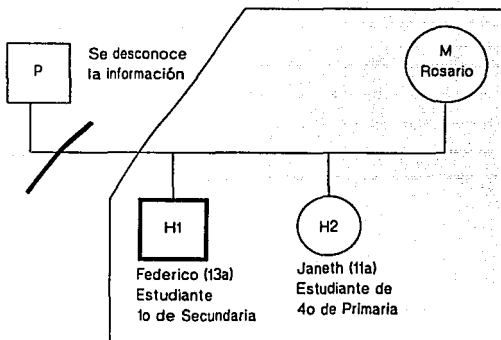 P
Se desconoce
la información
M
Rosario
H1
H2
Federico (13a)
Estudiante
1o de Secundaria
Janeth (11a)
Estudiante de
4o de Primaria